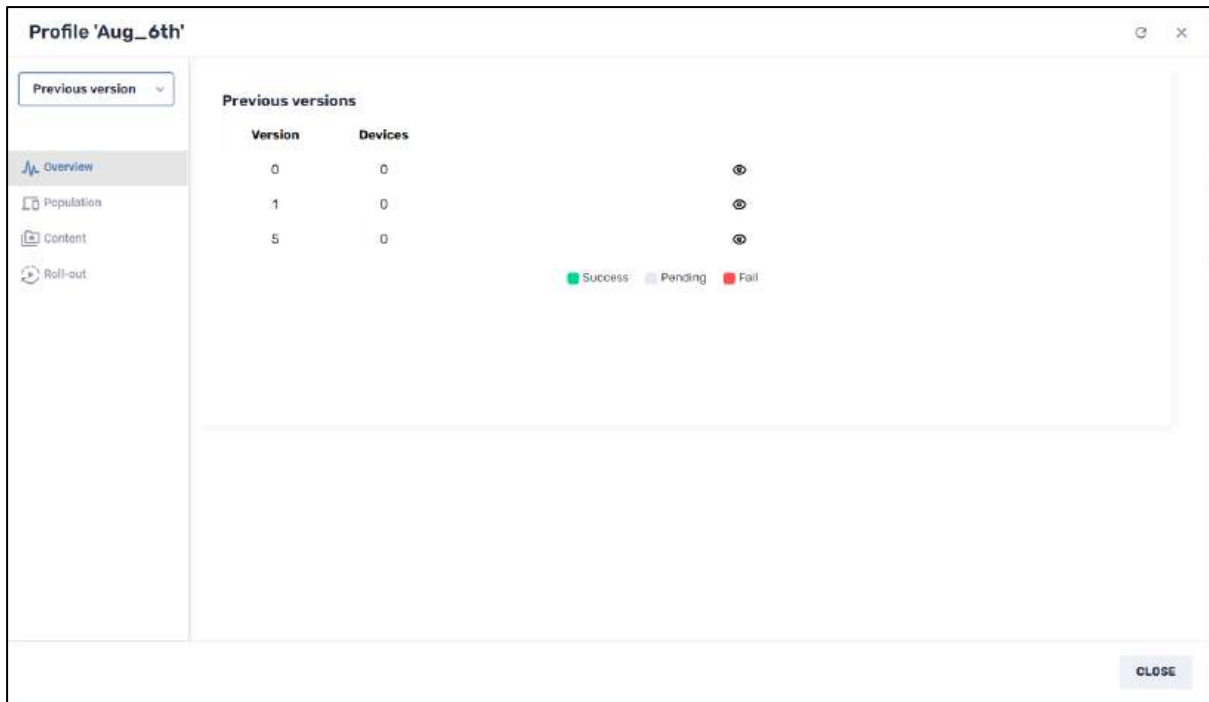 Profile 'Aug_6th'
Previous version
Overview
Population
Content
Roll-out
Previous versions
Version Devices
0 0
1 0
5 0
Success Pending Fail
CLOSE